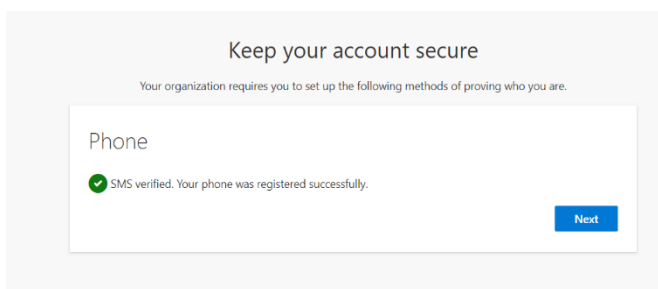 Keep your account secure
Your organization requires you to set up the following methods of proving who you are.
Phone
SMS verified. Your phone was registered successfully.
Next